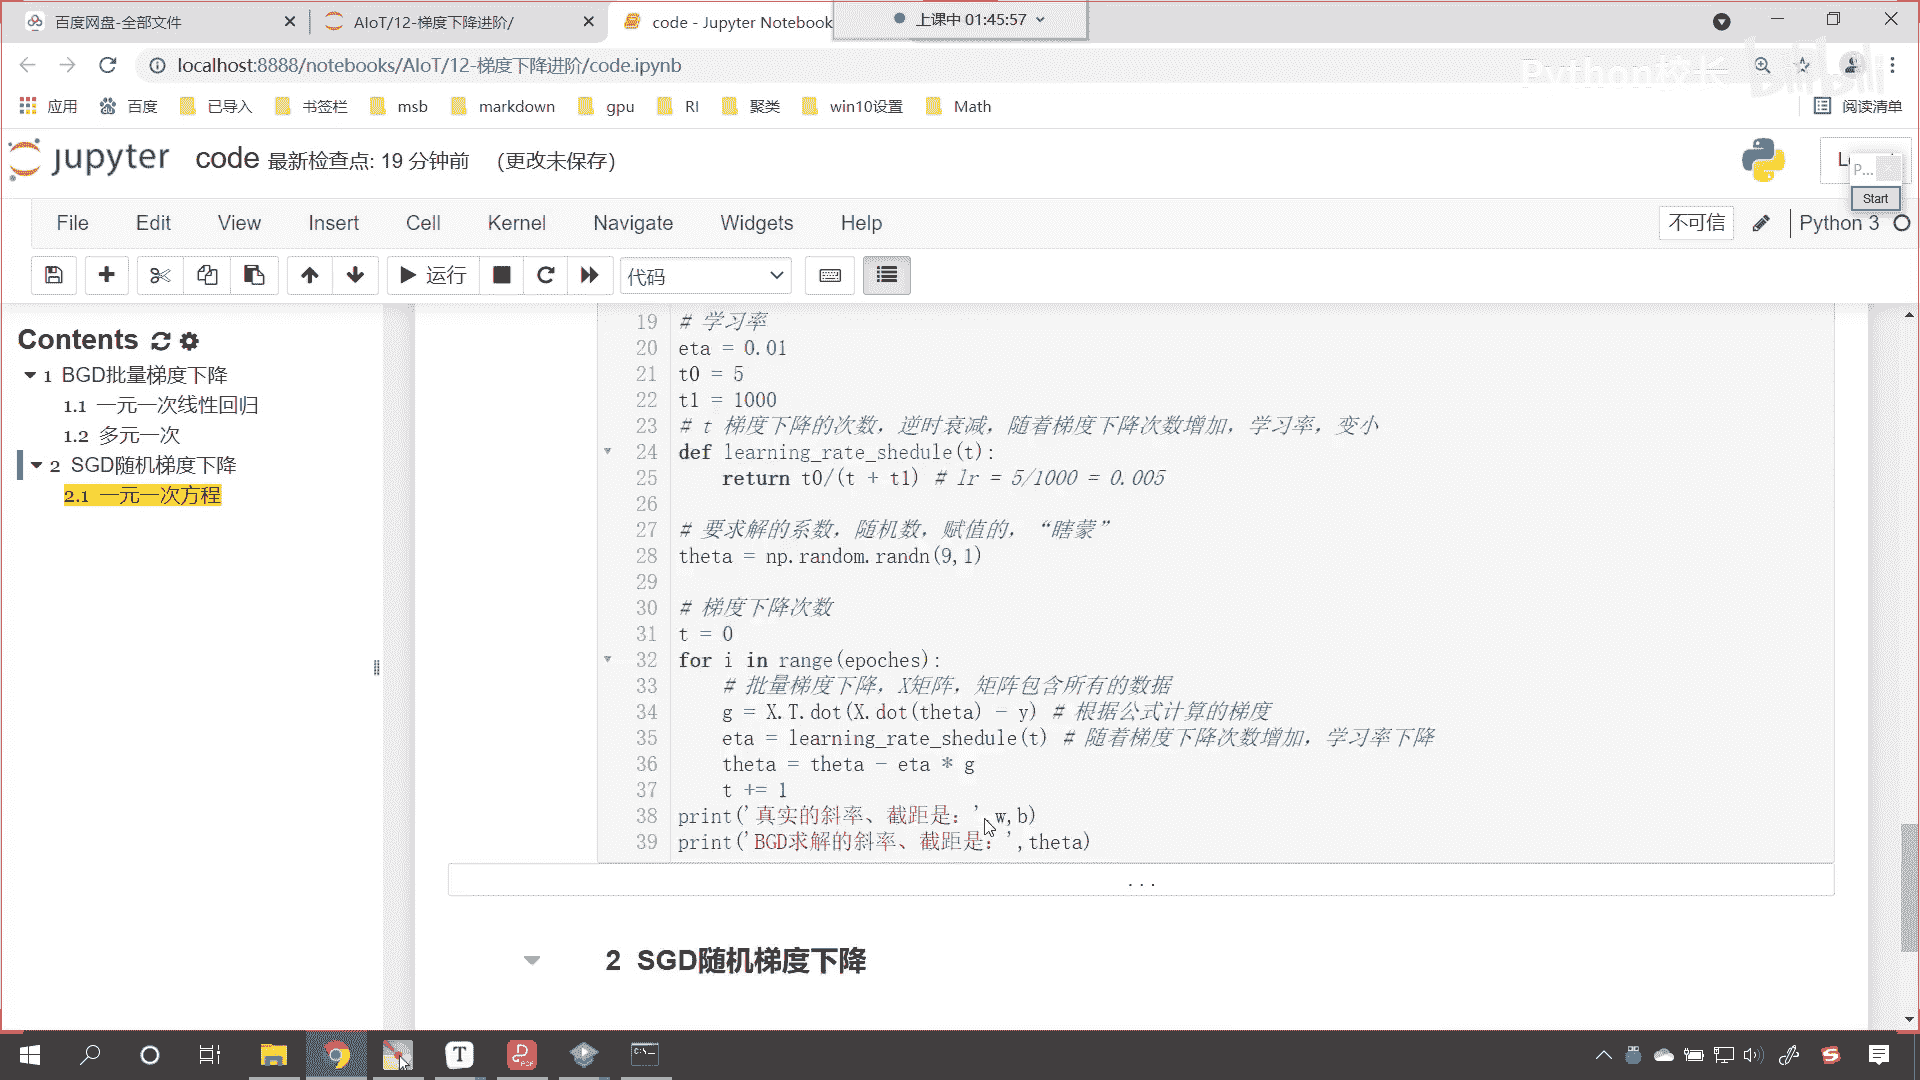 百度网盘-全部文件
AIoT/12-梯度下降进阶/
code - Jupyter Notebook
上课中 01:45:57
localhost:8888/notebooks/AIoT/12-梯度下降进阶/code.ipynb
Python校长
bilibili
应用 百度 已导入 书签栏 msb markdown gpu RI 聚类 win10设置 Math 阅读清单
jupyter code 最新检查点: 19 分钟前 (更改未保存)
P...
Start
File Edit View Insert Cell Kernel Navigate Widgets Help 不可信 Python 3
运行 代码
Contents
1 BGD批量梯度下降
1.1 一元一次线性回归
1.2 多元一次
2 SGD随机梯度下降
2.1 一元一次方程
19 # 学习率
20 eta = 0.01
21 t0 = 5
22 t1 = 1000
23 # t 梯度下降的次数，逆时衰减，随着梯度下降次数增加，学习率，变小
24 def learning_rate_shedule(t):
25 return t0/(t + t1) # lr = 5/1000 = 0.005
26
27 # 要求解的系数，随机数，赋值的，“瞎蒙”
28 theta = np.random.randn(9,1)
29
30 # 梯度下降次数
31 t = 0
32 for i in range(epoches):
33 # 批量梯度下降，X矩阵，矩阵包含所有的数据
34 g = X.T.dot(X.dot(theta) - y) # 根据公式计算的梯度
35 eta = learning_rate_shedule(t) # 随着梯度下降次数增加，学习率下降
36 theta = theta - eta * g
37 t += 1
38 print('真实的斜率、截距是：',w,b)
39 print('BGD求解的斜率、截距是：',theta)
...
2 SGD随机梯度下降